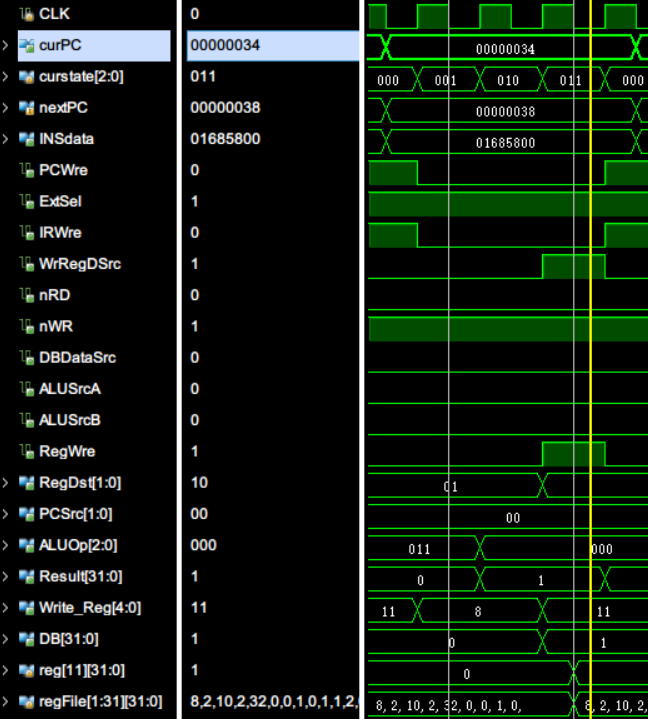 CLK 0
curPC 00000034 00000034
curstate[2:0] 011 000 001 010 011 000
nextPC 00000038 00000038
INSdata 01685800 01685800
PCWre 0
ExtSel 1
IRWre 0
WrRegDSrc 1
nRD 0
nWR 1
DBDataSrc 0
ALUSrcA 0
ALUSrcB 0
RegWre 1
RegDst[1:0] 10 01
PCSrc[1:0] 00 00
ALUOp[2:0] 000 011 000
Result[31:0] 1 0 1
Write_Reg[4:0] 11 11 8 11
DB[31:0] 1 0 1
reg[11][31:0] 1 0
regFile[1:31][31:0] 8,2,10,2,32,0,0,1,0,1,1,2, 8, 2, 10, 2, 32, 0, 0, 1, 0, 8, 2, 10, 2,